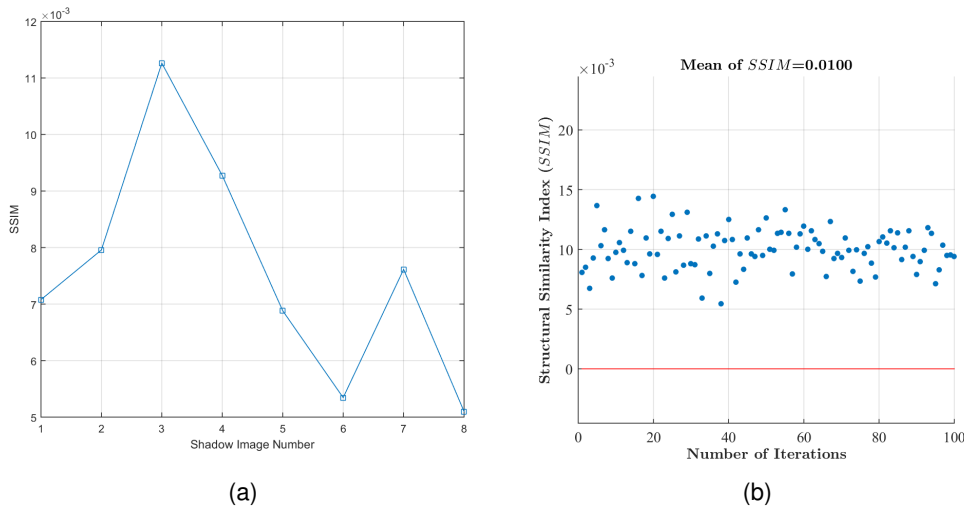 ×10⁻³
12
11
10
9
8
7
6
5
SSIM
1 2 3 4 5 6 7 8
Shadow Image Number
(a)
Mean of SSIM=0.0100
×10⁻³
20
15
10
5
0
Structural Similarity Index (SSIM)
0 20 40 60 80 100
Number of Iterations
(b)